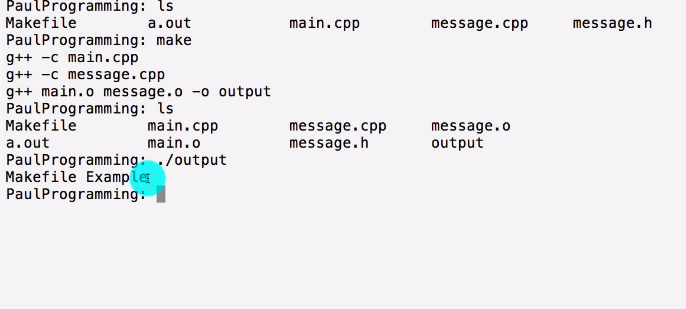 PaulProgramming: ls
Makefile a.out main.cpp message.cpp message.h
PaulProgramming: make
g++ -c main.cpp
g++ -c message.cpp
g++ main.o message.o -o output
PaulProgramming: ls
Makefile main.cpp message.cpp message.o
a.out main.o message.h output
PaulProgramming: ./output
Makefile Example
PaulProgramming: